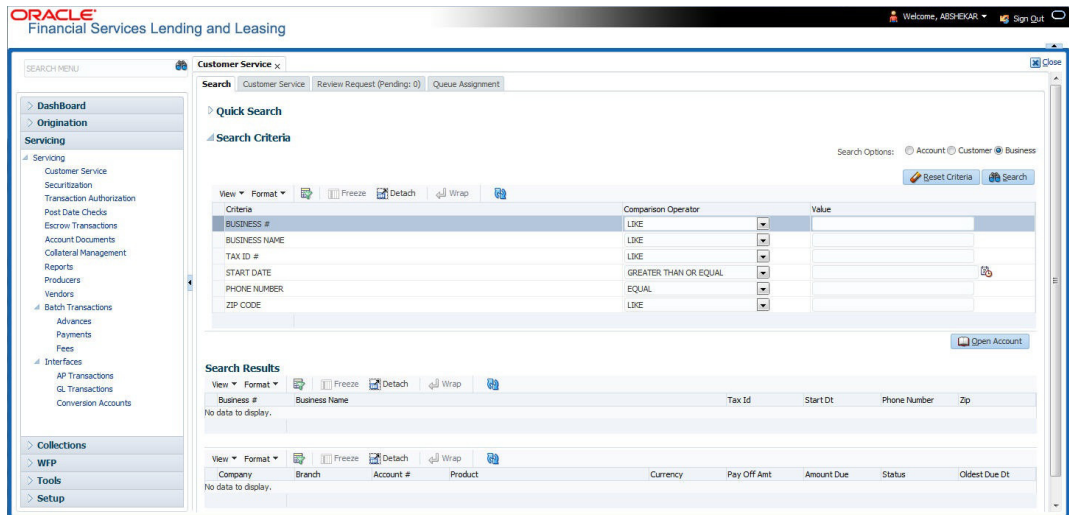 ORACLE
Financial Services Lending and Leasing
Welcome, ABSHEKAR
Sign Out
SEARCH MENU
DashBoard
Origination
Servicing
Servicing
Customer Service
Securitization
Transaction Authorization
Post Date Checks
Escrow Transactions
Account Documents
Collateral Management
Reports
Producers
Vendors
Batch Transactions
Advances
Payments
Fees
Interfaces
AP Transactions
GL Transactions
Conversion Accounts
Collections
WFP
Tools
Setup
Customer Service x
Close
Search Customer Service Review Request (Pending: 0) Queue Assignment
Quick Search
Search Criteria
Search Options: Account Customer Business
Reset Criteria Search
View Format Freeze Detach Wrap
Criteria Comparison Operator Value
BUSINESS # LIKE
BUSINESS NAME LIKE
TAX ID # LIKE
START DATE GREATER THAN OR EQUAL
PHONE NUMBER EQUAL
ZIP CODE LIKE
Open Account
Search Results
View Format Freeze Detach Wrap
Business # Business Name Tax Id Start Dt Phone Number Zip
No data to display.
View Format Freeze Detach Wrap
Company Branch Account # Product Currency Pay Off Amt Amount Due Status Oldest Due Dt
No data to display.